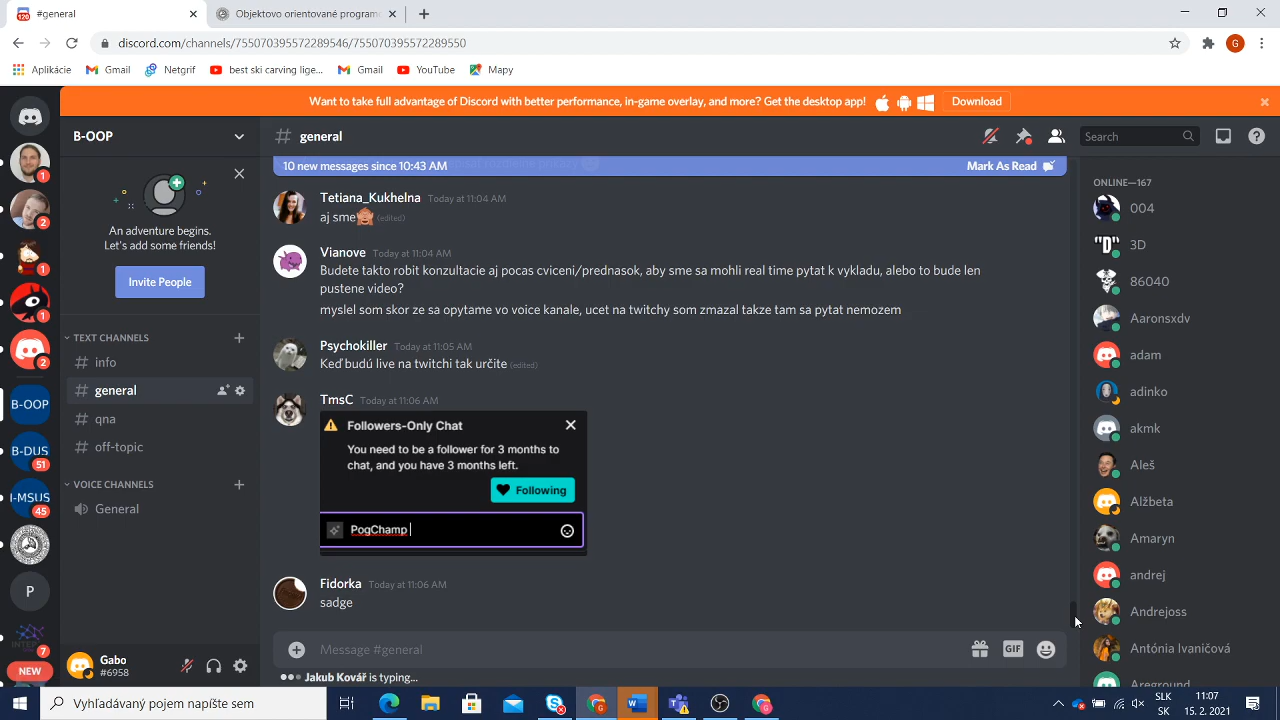 #general
Objektovo orientované program
discord.com/channels/755070395572289546/755070395572289550
G
Aplikácie
Gmail
Netgrif
best ski carving lige...
Gmail
YouTube
Mapy
Want to take full advantage of Discord with better performance, in-game overlay, and more? Get the desktop app!
Download
B-OOP
general
Search
An adventure begins.
Let's add some friends!
Invite People
TEXT CHANNELS
info
general
qna
off-topic
VOICE CHANNELS
General
1
2
1
1
2
B-OOP
B-DUS
51
I-MSUS
45
P
7
NEW
Gabo
#6958
10 new messages since 10:43 AM
Mark As Read
Tetiana_Kukhelna Today at 11:04 AM
aj sme (edited)
Vianove Today at 11:04 AM
Budete takto robit konzultacie aj pocas cviceni/prednasok, aby sme sa mohli real time pytat k vykladu, alebo to bude len
pustene video?
myslel som skor ze sa opytame vo voice kanale, ucet na twitchy som zmazal takze tam sa pytat nemozem
Psychokiller Today at 11:05 AM
Keď budú live na twitchi tak určite (edited)
TmsC Today at 11:06 AM
Followers-Only Chat
You need to be a follower for 3 months to
chat, and you have 3 months left.
Following
PogChamp
Fidorka Today at 11:06 AM
sadge
Message #general
GIF
Jakub Kovář is typing...
ONLINE—167
004
3D
86040
Aaronsxdv
adam
adinko
akmk
Aleš
Alžbeta
Amaryn
andrej
Andrejoss
Antónia Ivaničová
Areground
Vyhľadávaný pojem napíšte sem
SLK
SK
11:07
15. 2. 2021